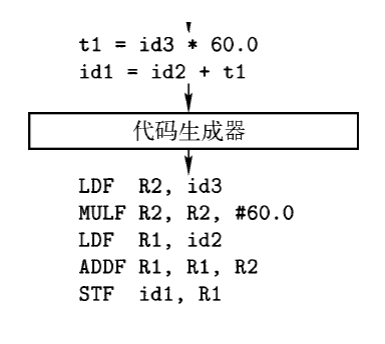 t1 = id3 * 60.0
id1 = id2 + t1
代码生成器
LDF R2, id3
MULF R2, R2, #60.0
LDF R1, id2
ADDF R1, R1, R2
STF id1, R1